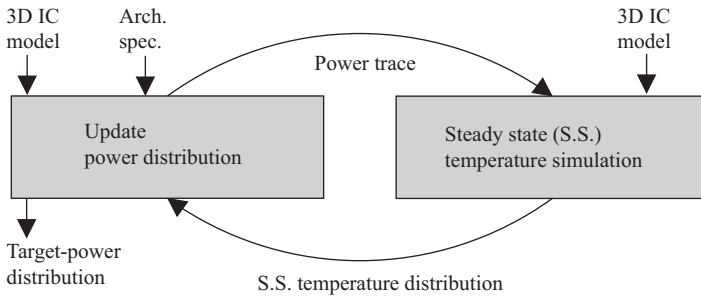 3D IC
model
Arch.
spec.
3D IC
model
Power trace
Update
power distribution
Steady state (S.S.)
temperature simulation
Target-power
distribution
S.S. temperature distribution